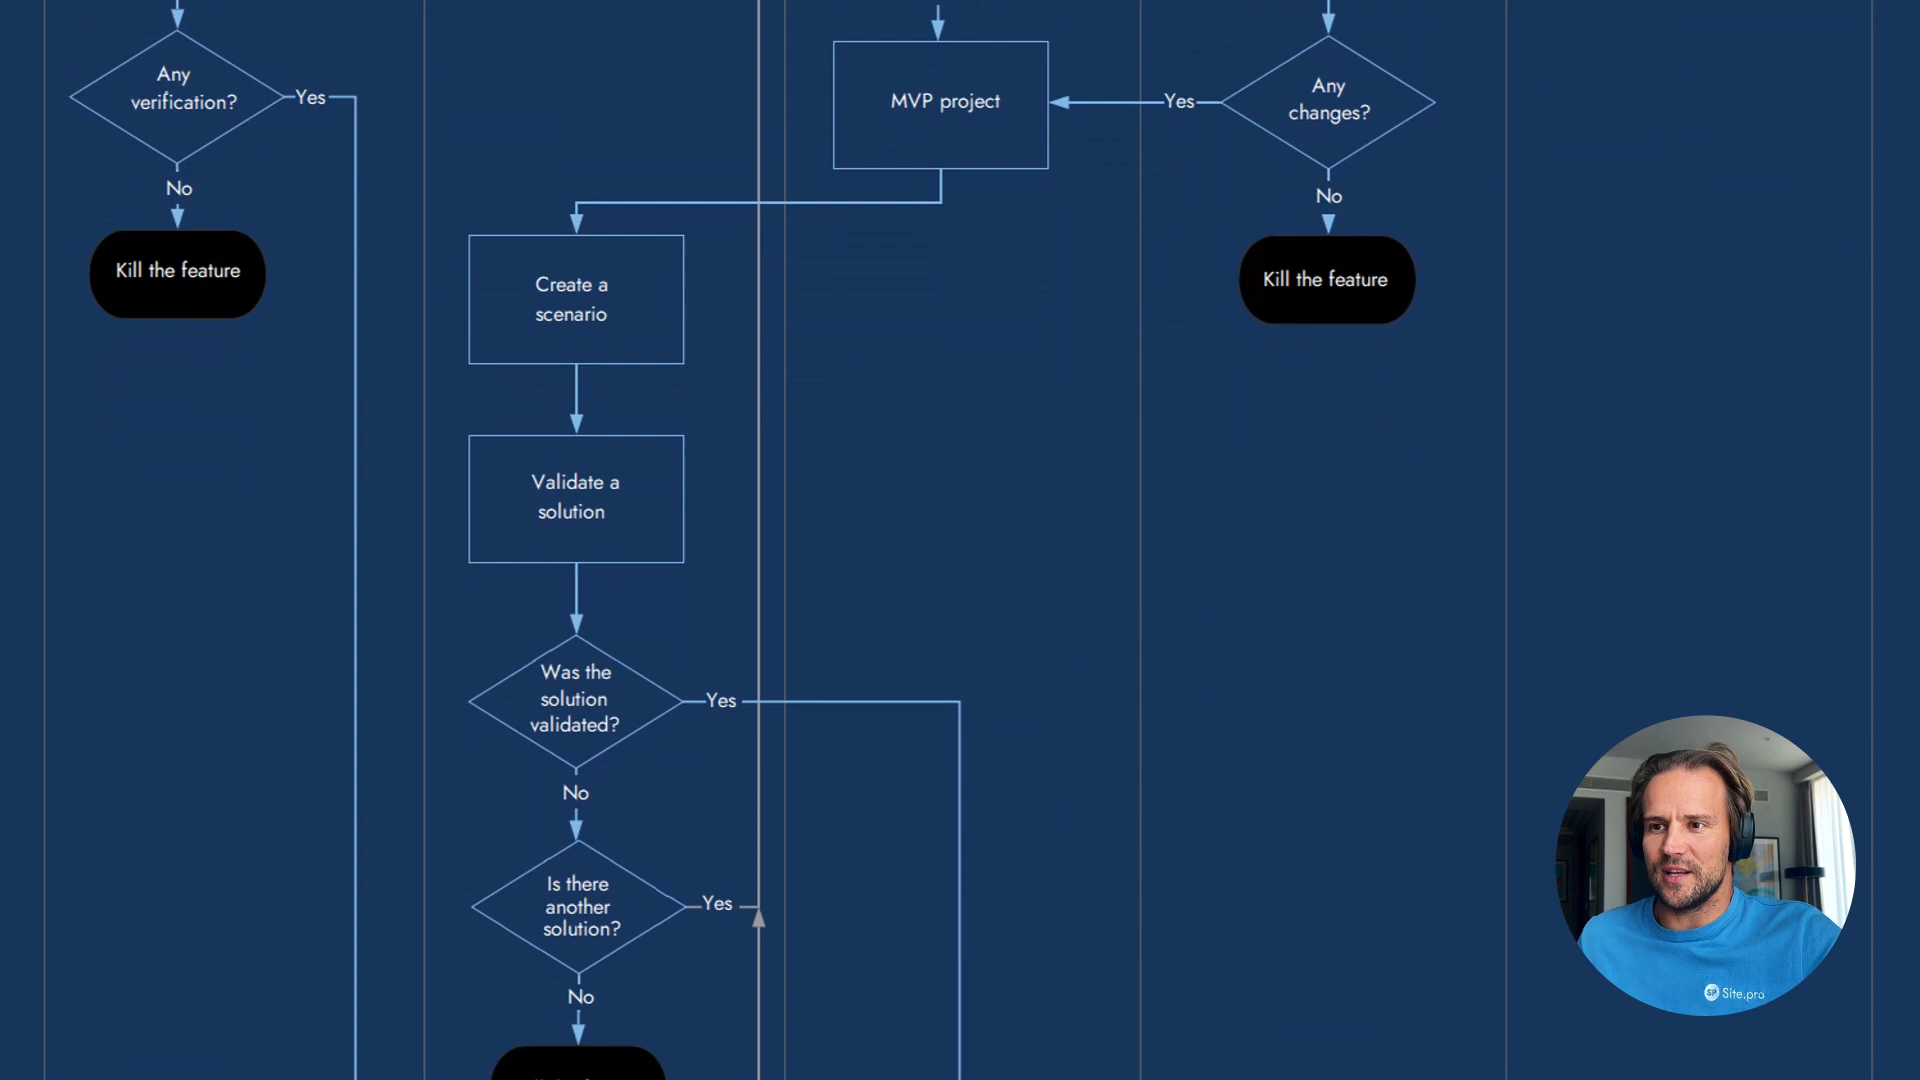 Any
verification?
Yes
No
Kill the feature
MVP project
Yes
Any
changes?
No
Kill the feature
Create a
scenario
Validate a
solution
Was the
solution
validated?
Yes
No
Is there
another
solution?
Yes
No
Site.pro